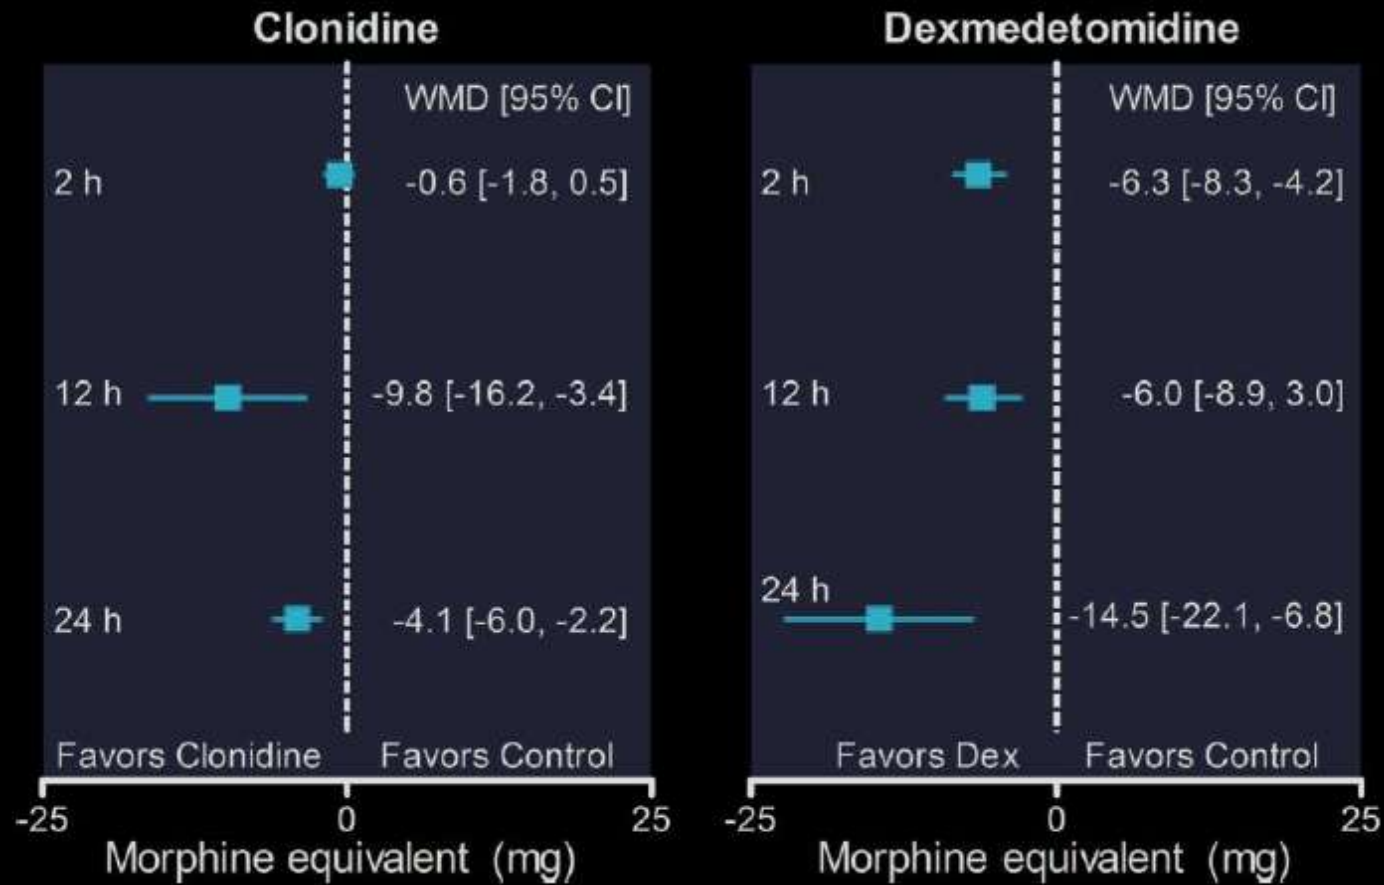 Clonidine
WMD [95% CI]
2 h -0.6 [-1.8, 0.5]
12 h -9.8 [-16.2, -3.4]
24 h -4.1 [-6.0, -2.2]
Favors Clonidine Favors Control
-25 0 25
Morphine equivalent (mg)
Dexmedetomidine
WMD [95% CI]
2 h -6.3 [-8.3, -4.2]
12 h -6.0 [-8.9, 3.0]
24 h -14.5 [-22.1, -6.8]
Favors Dex Favors Control
-25 0 25
Morphine equivalent (mg)